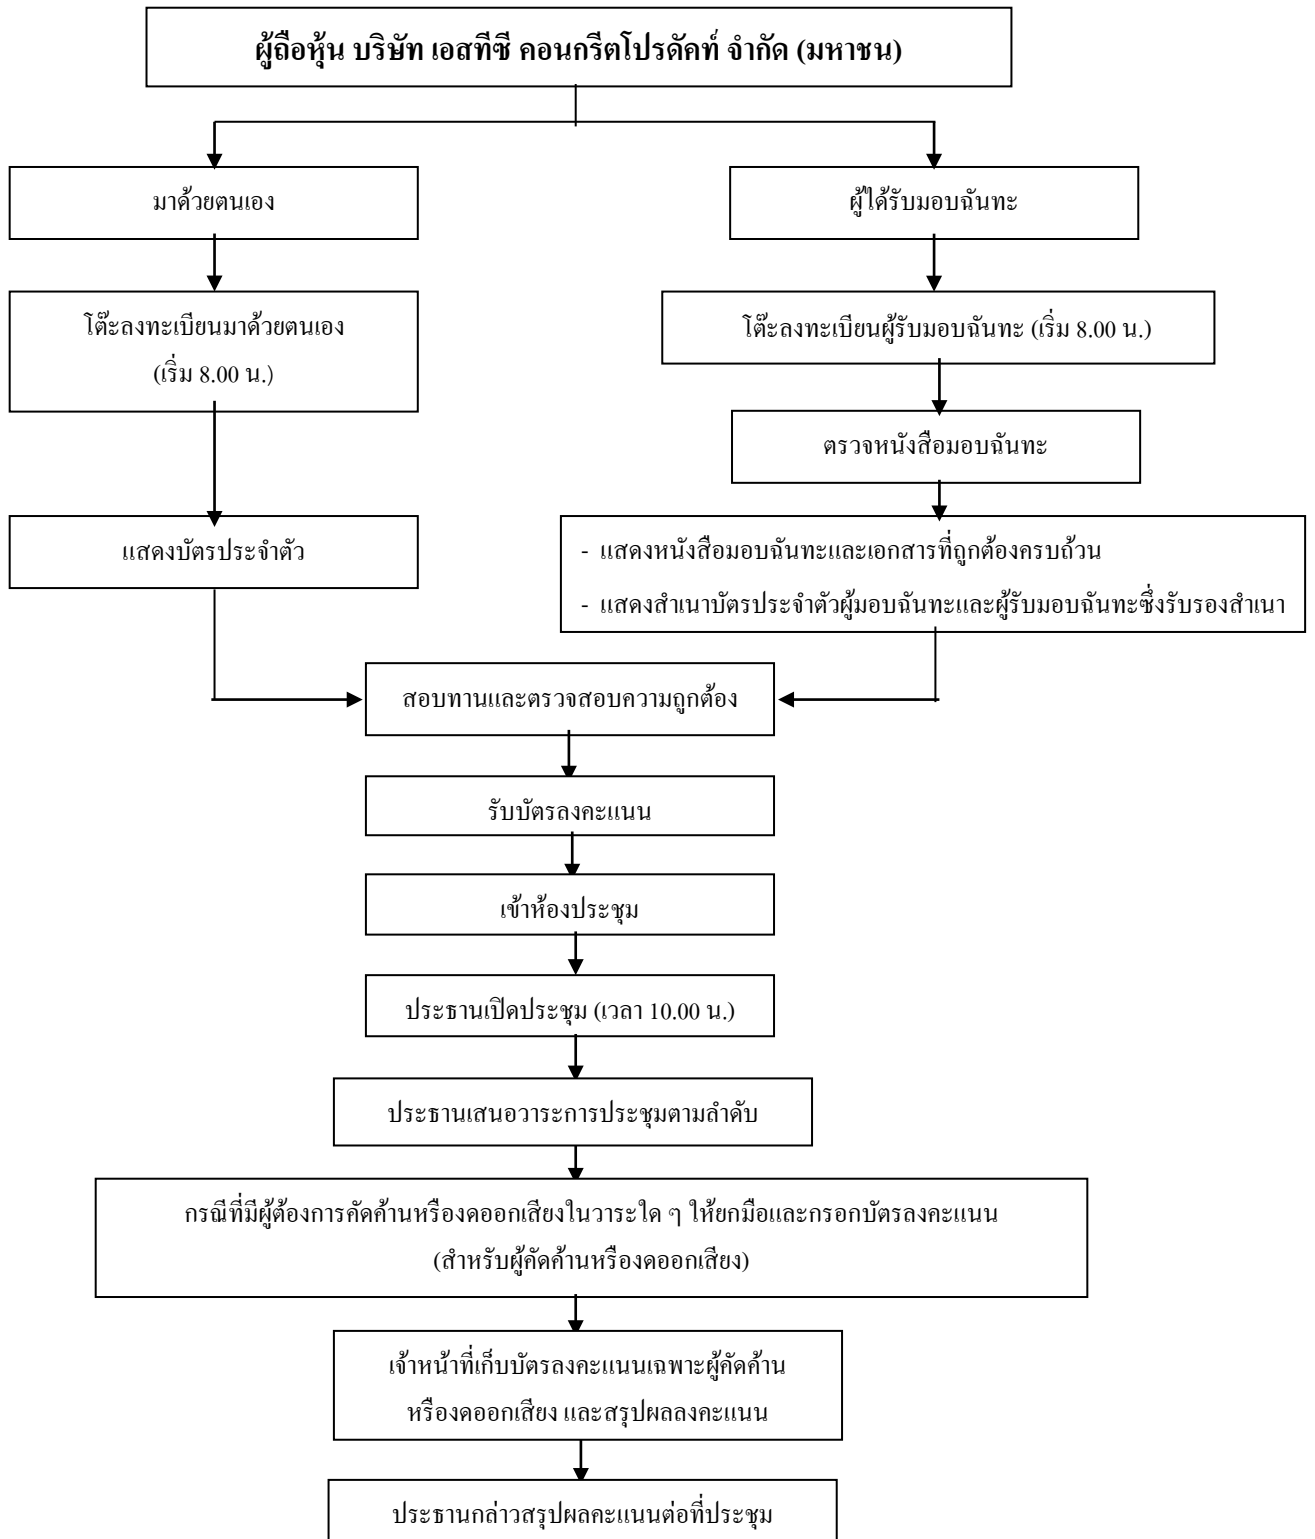 ผู้ถือหุ้น บริษัท เอสทีซี คอนกรีตโปรดัคท์ จำกัด (มหาชน)
มาด้วยตนเอง
ผู้ได้รับมอบฉันทะ
โต๊ะลงทะเบียนมาด้วยตนเอง
(เริ่ม 8.00 น.)
โต๊ะลงทะเบียนผู้รับมอบฉันทะ (เริ่ม 8.00 น.)
ตรวจหนังสือมอบฉันทะ
แสดงบัตรประจำตัว
- แสดงหนังสือมอบฉันทะและเอกสารที่ถูกต้องครบถ้วน
- แสดงสำเนาบัตรประจำตัวผู้มอบฉันทะและผู้รับมอบฉันทะซึ่งรับรองสำเนา
สอบทานและตรวจสอบความถูกต้อง
รับบัตรลงคะแนน
เข้าห้องประชุม
ประธานเปิดประชุม (เวลา 10.00 น.)
ประธานเสนอวาระการประชุมตามลำดับ
กรณีที่มีผู้ต้องการคัดค้านหรืองดออกเสียงในวาระใด ๆ ให้ยกมือและกรอกบัตรลงคะแนน
(สำหรับผู้คัดค้านหรืองดออกเสียง)
เจ้าหน้าที่เก็บบัตรลงคะแนนเฉพาะผู้คัดค้าน
หรืองดออกเสียง และสรุปผลลงคะแนน
ประธานกล่าวสรุปผลคะแนนต่อที่ประชุม